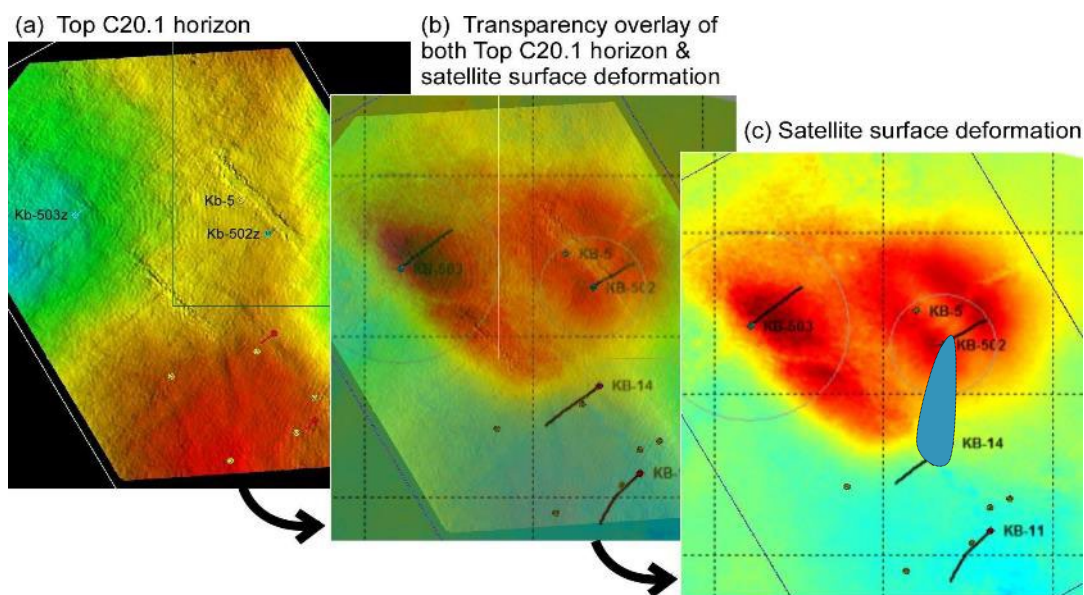 (a) Top C20.1 horizon
(b) Transparency overlay of
both Top C20.1 horizon &
satellite surface deformation
(c) Satellite surface deformation
Kb-503z
Kb-5
Kb-502z
KB-503
KB-5
KB-502
KB-14
KB-503
KB-5
KB-502
KB-14
KB-11